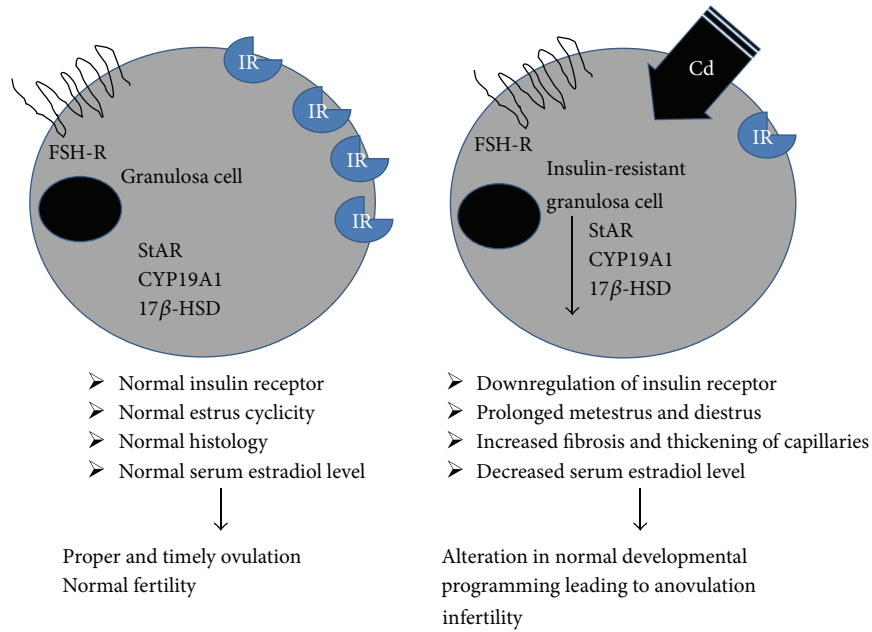 IR
IR
IR
IR
FSH-R
Granulosa cell
StAR
CYP19A1
17β-HSD
➢ Normal insulin receptor
➢ Normal estrus cyclicity
➢ Normal histology
➢ Normal serum estradiol level
Proper and timely ovulation
Normal fertility
Cd
IR
FSH-R
Insulin-resistant
granulosa cell
StAR
CYP19A1
17β-HSD
➢ Downregulation of insulin receptor
➢ Prolonged metestrus and diestrus
➢ Increased fibrosis and thickening of capillaries
➢ Decreased serum estradiol level
Alteration in normal developmental
programming leading to anovulation
infertility